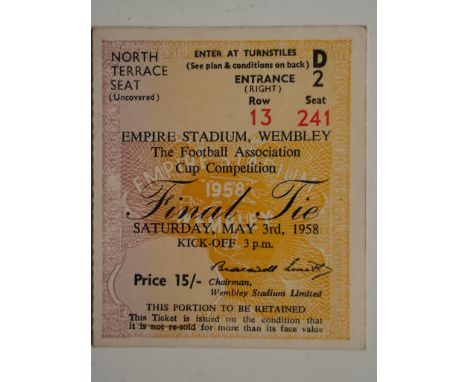 NORTH
TERRACE
SEAT
(Uncovered)
ENTER AT TURNSTILES
(See plan & conditions on back)
D
2
ENTRANCE
(RIGHT)
Row Seat
13 241
EMPIRE STADIUM, WEMBLEY
The Football Association
Cup Competition
EMPIRE STADIUM
1958
WEMBLEY
Final Tie
SATURDAY, MAY 3rd, 1958
KICK-OFF 3 p.m.
Price 15/-
Chairman,
Wembley Stadium Limited
THIS PORTION TO BE RETAINED
This Ticket is issued on the condition that
it is not re-sold for more than its face value